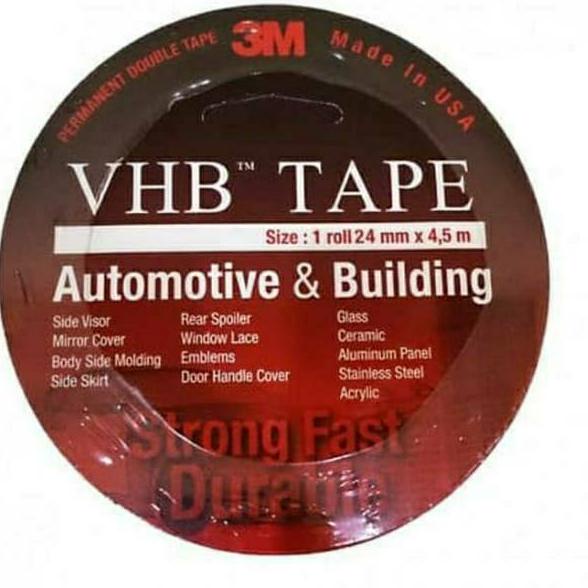 PERMANENT DOUBLE TAPE 3M Made in USA
VHB™ TAPE
Size : 1 roll 24 mm x 4,5 m
Automotive & Building
Side Visor
Mirror Cover
Body Side Molding
Side Skirt
Rear Spoiler
Window Lace
Emblems
Door Handle Cover
Glass
Ceramic
Aluminum Panel
Stainless Steel
Acrylic
Strong Fast
Durable